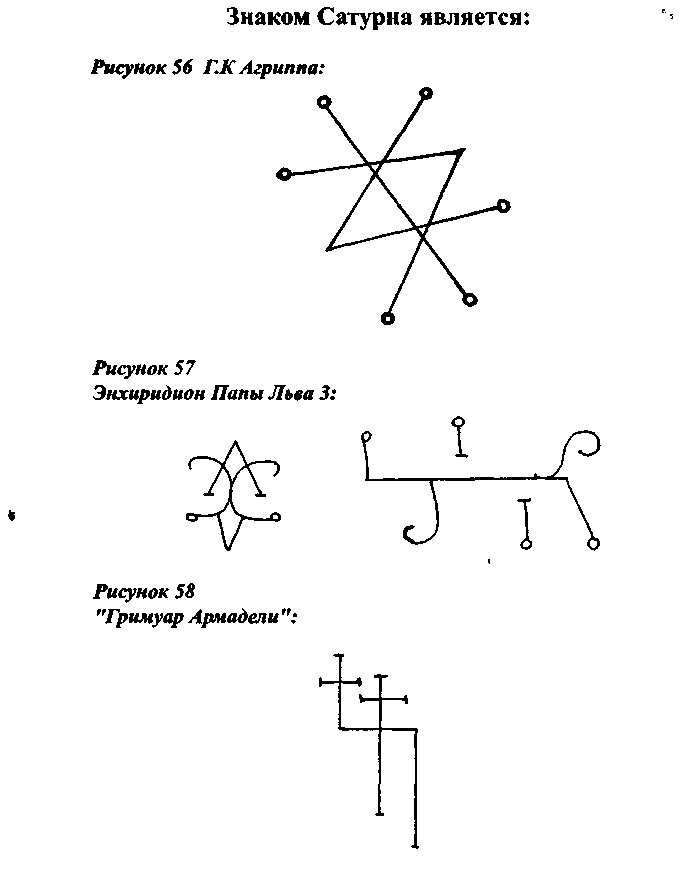 Знаком Сатурна является:
Рисунок 56 Г.К Агриппа:
Рисунок 57
Энхиридион Папы Льва 3:
Рисунок 58
"Гримуар Армадели":